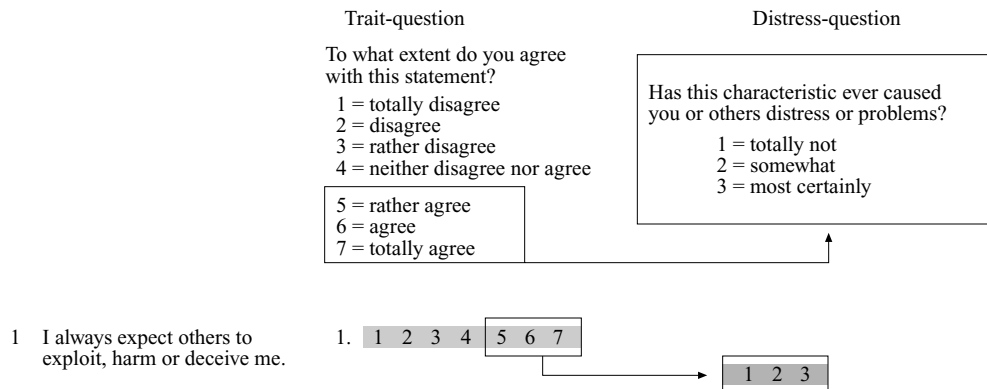 Trait-question
Distress-question
To what extent do you agree
with this statement?
1 = totally disagree
2 = disagree
3 = rather disagree
4 = neither disagree nor agree
5 = rather agree
6 = agree
7 = totally agree
Has this characteristic ever caused
you or others distress or problems?
1 = totally not
2 = somewhat
3 = most certainly
1 I always expect others to
exploit, harm or deceive me.
1. 1 2 3 4 5 6 7
1 2 3